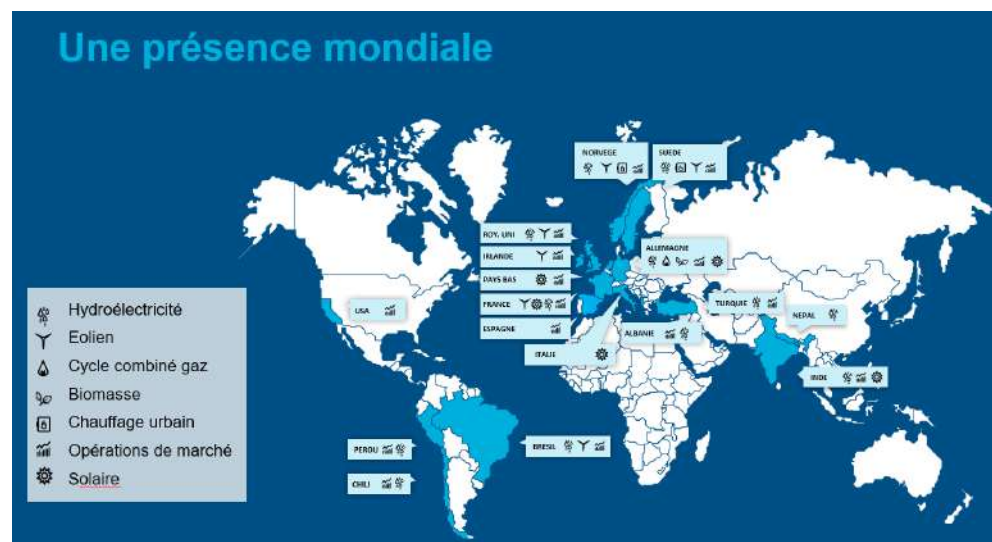 Une présence mondiale
NORVEGE
SUEDE
ROY. UNI
IRLANDE
PAYS BAS
FRANCE
ESPAGNE
ITALIE
ALLEMAGNE
ALBANIE
TURQUIE
NEPAL
INDE
USA
PEROU
CHILI
BRESIL
Hydroélectricité
Eolien
Cycle combiné gaz
Biomasse
Chauffage urbain
Opérations de marché
Solaire